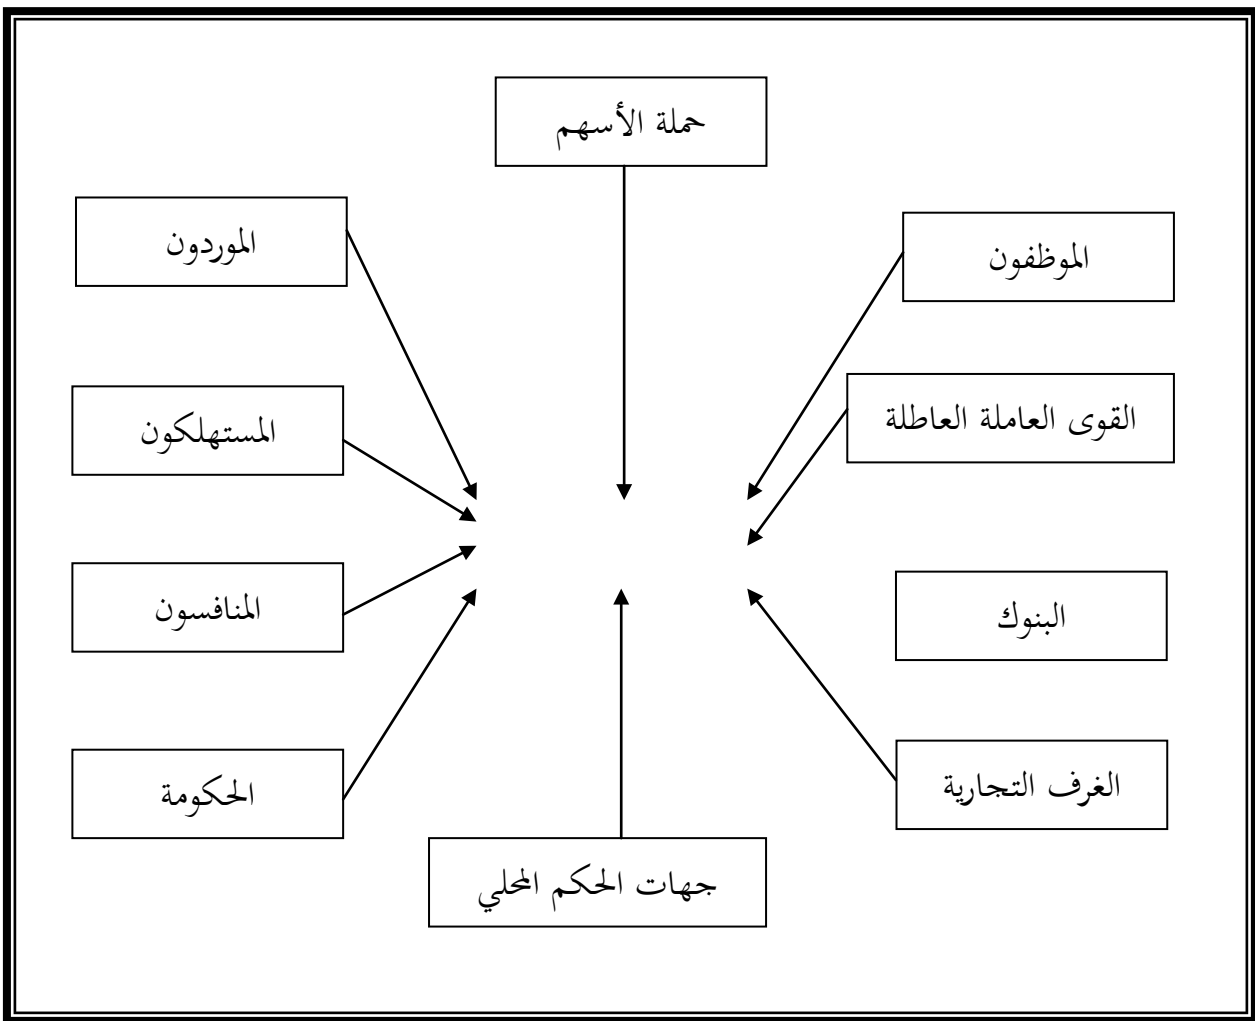 حملة الأسهم
الموظفون
الموردون
القوى العاملة العاطلة
المستهلكون
البنوك
المنافسون
الغرف التجارية
الحكومة
جهات الحكم المحلي